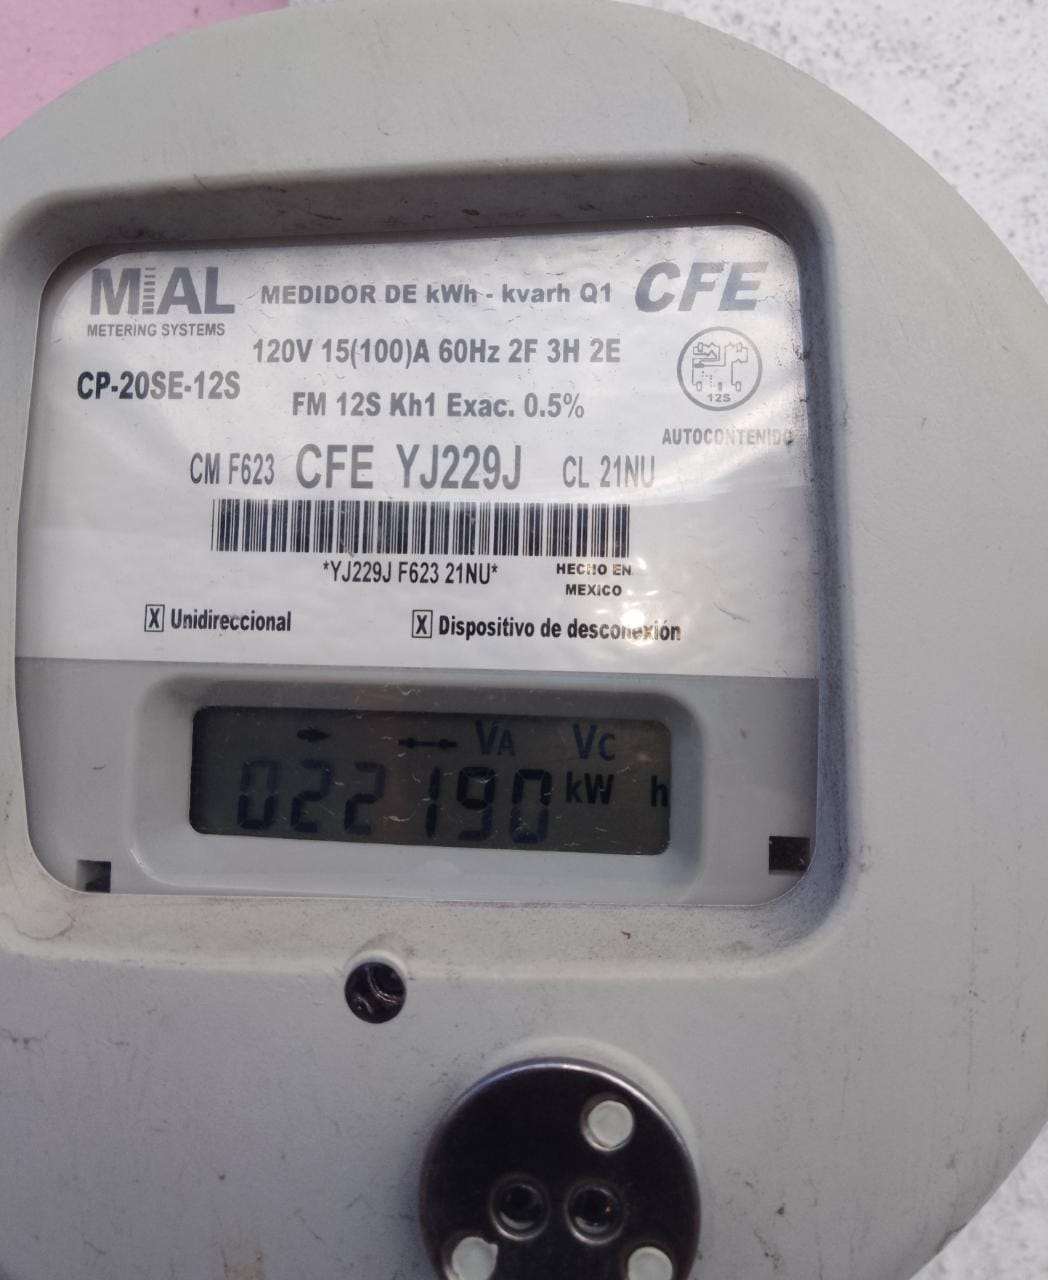 MIAL
METERING SYSTEMS
MEDIDOR DE kWh - kvarh Q1
CFE
120V 15(100)A 60Hz 2F 3H 2E
CP-20SE-12S
FM 12S Kh1 Exac. 0.5%
12S
AUTOCONTENIDO
CM F623 CFE YJ229J CL 21NU
*YJ229J F623 21NU*
HECHO EN
MEXICO
X Unidireccional
X Dispositivo de desconexión
VA VC
022190 kW h